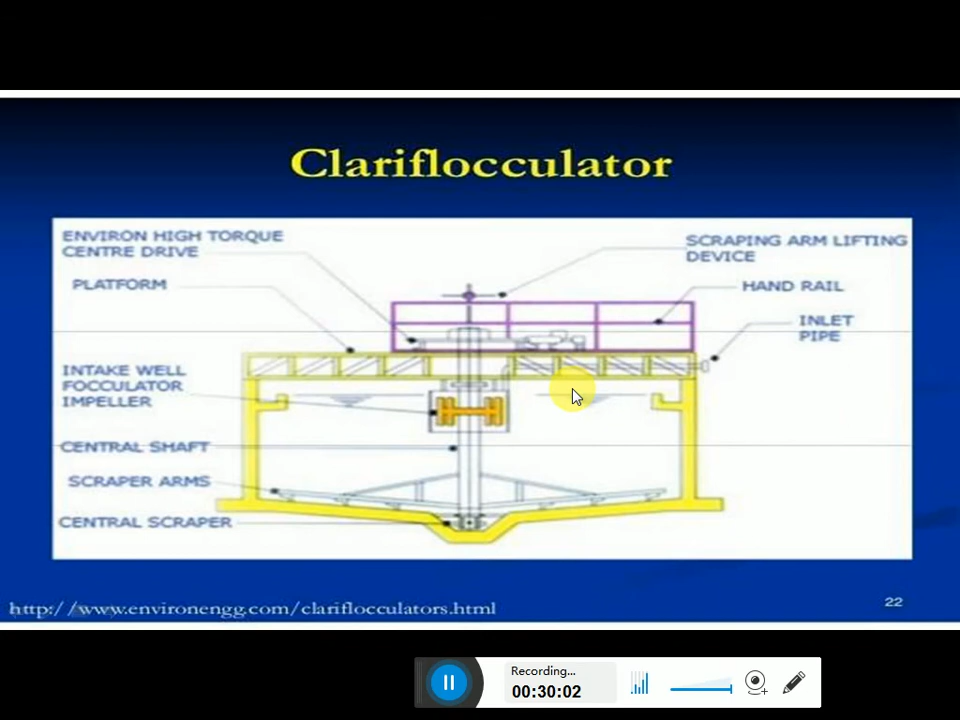 Clariflocculator
ENVIRON HIGH TORQUE
CENTRE DRIVE
SCRAPING ARM LIFTING
DEVICE
PLATFORM
HAND RAIL
INLET
PIPE
INTAKE WELL
FOCCULATOR
IMPELLER
CENTRAL SHAFT
SCRAPER ARMS
CENTRAL SCRAPER
http://www.environengg.com/clariflocculators.html
22
Recording...
00:30:02